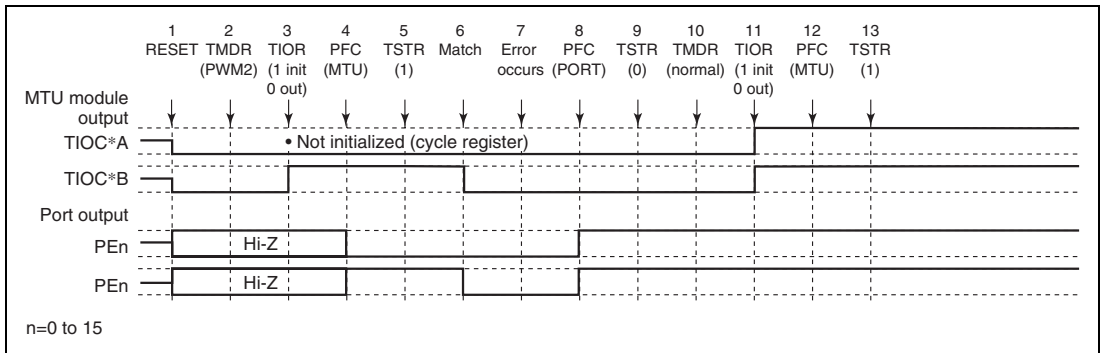 1 2 3 4 5 6 7 8 9 10 11 12 13
RESET TMDR TIOR PFC TSTR Match Error PFC TSTR TMDR TIOR PFC TSTR
(PWM2) (1 init (MTU) (1) occurs (PORT) (0) (normal) (1 init (MTU) (1)
0 out) 0 out)
MTU module
output
TIOC*A
• Not initialized (cycle register)
TIOC*B
Port output
PEn
Hi-Z
PEn
Hi-Z
n=0 to 15